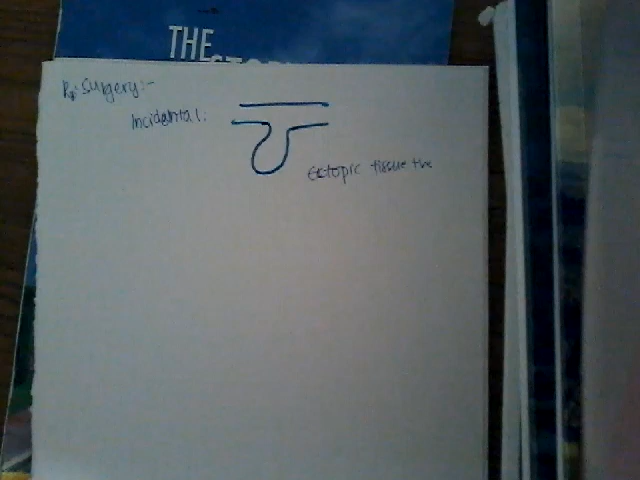 THE
Rx: Surgery:-
Incidental:
Ectopic tissue the